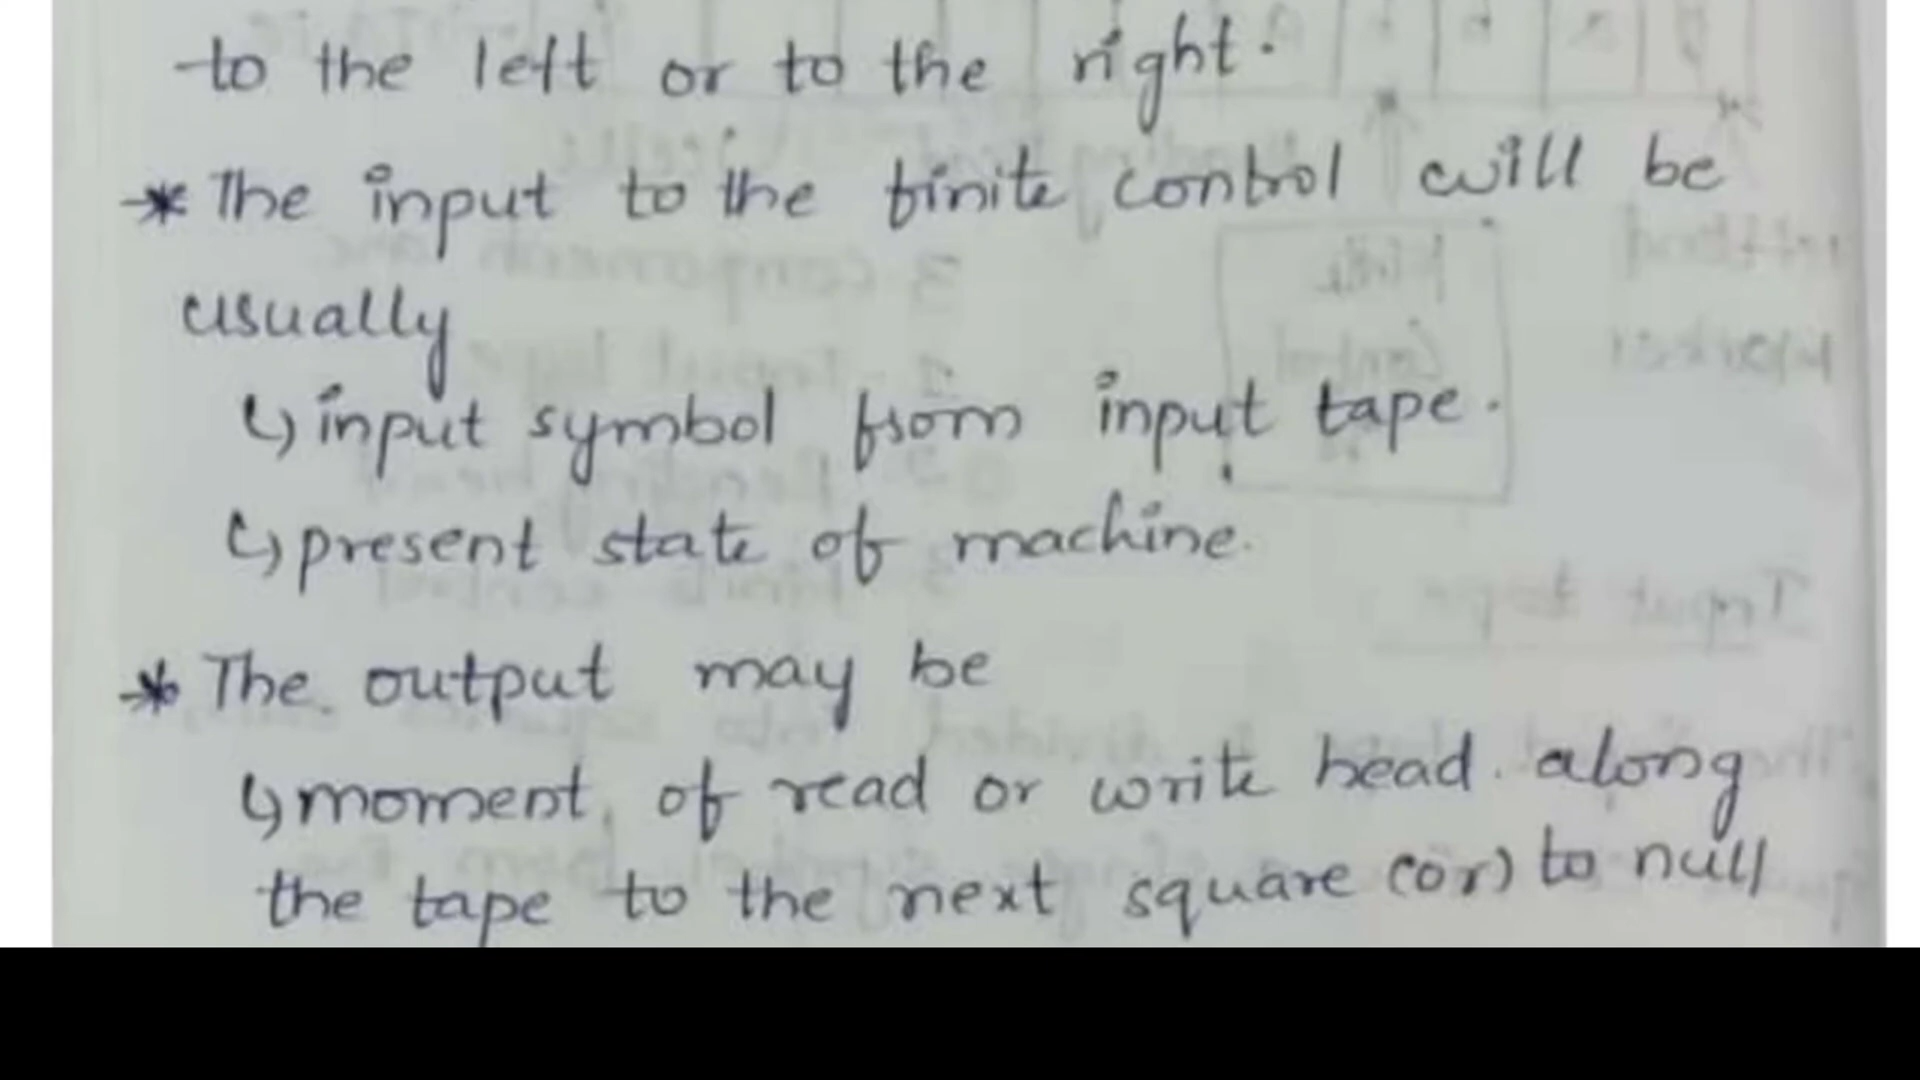 to the left or to the right.
* The input to the finite control will be
usually
↳ input symbol from input tape.
↳ present state of machine.
* The output may be
↳ moment of read or write head along
the tape to the next square (or) to null